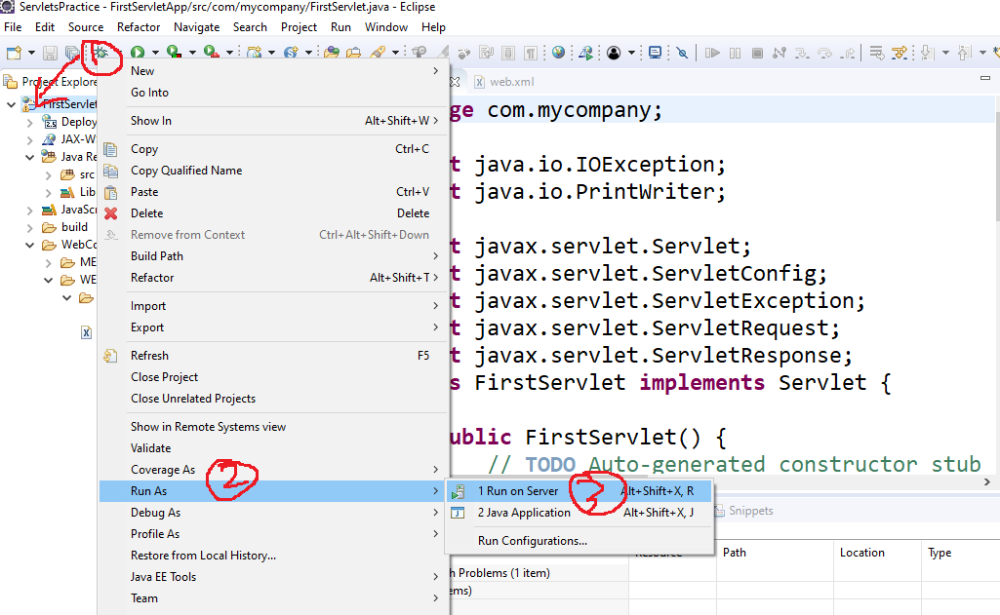 ServletsPractice - FirstServletApp/src/com/mycompany/FirstServlet.java - Eclipse
File Edit Source Refactor Navigate Search Project Run Window Help
1
Project Explore
FirstServlet
Deploy
JAX-W
Java Re
src
Lib
JavaScr
build
WebCo
ME
WE
New
Go Into
Show In Alt+Shift+W
Copy Ctrl+C
Copy Qualified Name
Paste Ctrl+V
Delete Delete
Remove from Context Ctrl+Alt+Shift+Down
Build Path
Refactor Alt+Shift+T
Import
Export
Refresh F5
Close Project
Close Unrelated Projects
Show in Remote Systems view
Validate
Coverage As
2
Run As
Debug As
Profile As
Restore from Local History...
Java EE Tools
Team
1 Run on Server Alt+Shift+X, R
3
2 Java Application Alt+Shift+X, J
Run Configurations...
web.xml
ge com.mycompany;
t java.io.IOException;
t java.io.PrintWriter;
t javax.servlet.Servlet;
t javax.servlet.ServletConfig;
t javax.servlet.ServletException;
t javax.servlet.ServletRequest;
t javax.servlet.ServletResponse;
s FirstServlet implements Servlet {
ublic FirstServlet() {
// TODO Auto-generated constructor stub
Snippets
Resource Path Location Type
h Problems (1 item)
ems)